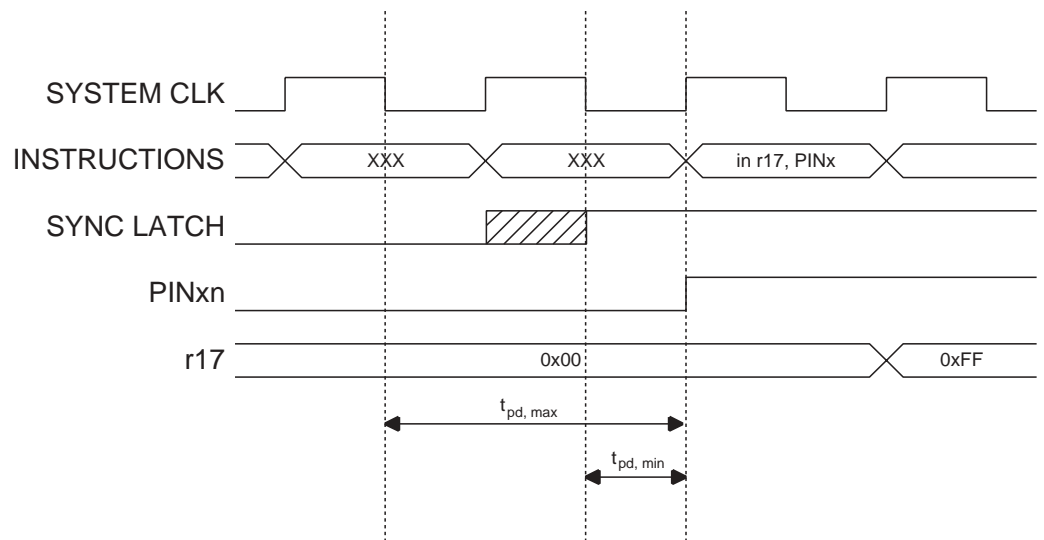 SYSTEM CLK
INSTRUCTIONS XXX XXX in r17, PINx
SYNC LATCH
PINxn
r17 0x00 0xFF
tpd, max
tpd, min